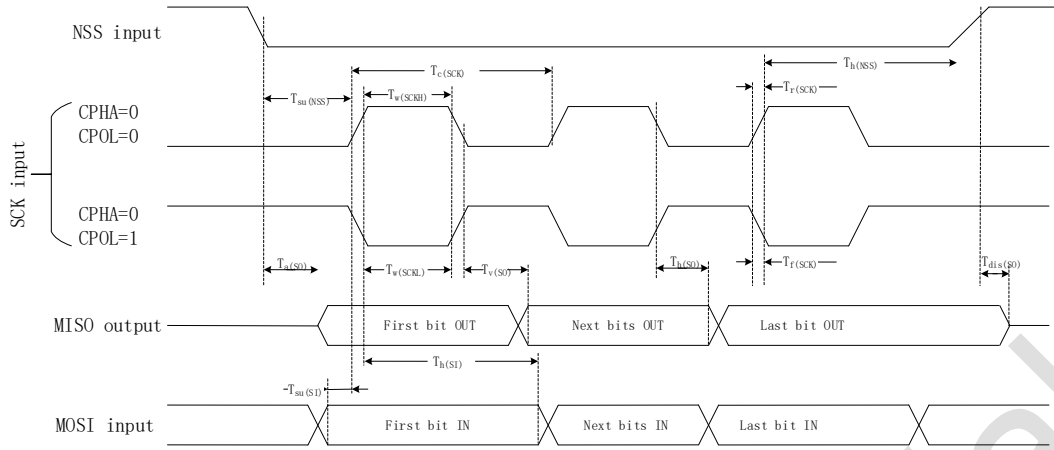 NSS input
Tc(SCK)
Th(NSS)
Tsu(NSS)
Tw(SCKH)
Tr(SCK)
SCK input
CPHA=0
CPOL=0
CPHA=0
CPOL=1
Ta(SO)
Tw(SCKL)
Tv(SO)
Th(SO)
Tf(SCK)
Tdis(SO)
MISO output
First bit OUT
Next bits OUT
Last bit OUT
Th(SI)
Tsu(SI)
MOSI input
First bit IN
Next bits IN
Last bit IN